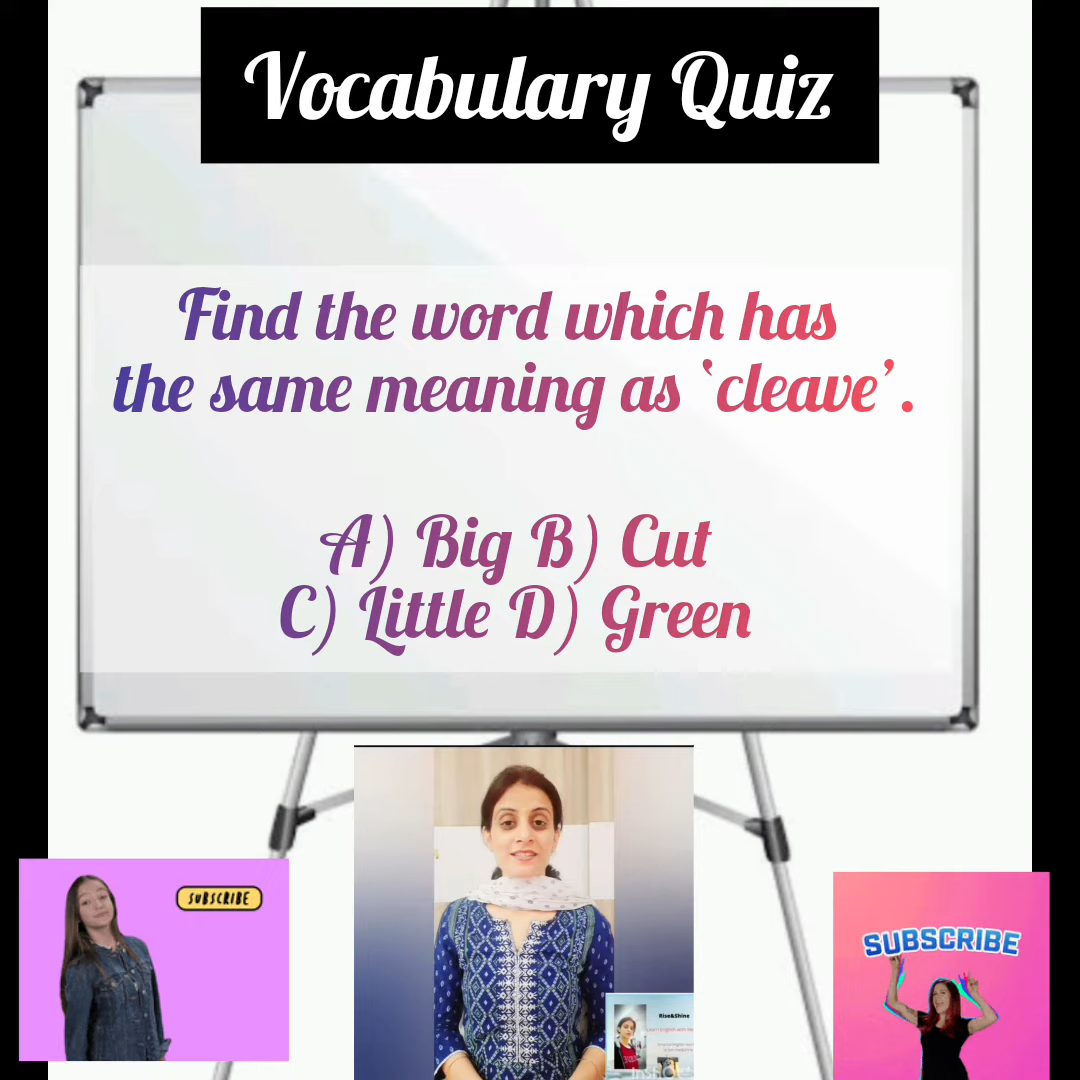 Vocabulary Quiz
Find the word which has
the same meaning as ‘cleave’.
A) Big B) Cut
C) Little D) Green
SUBSCRIBE
SUBSCRIBE
Rise&Shine